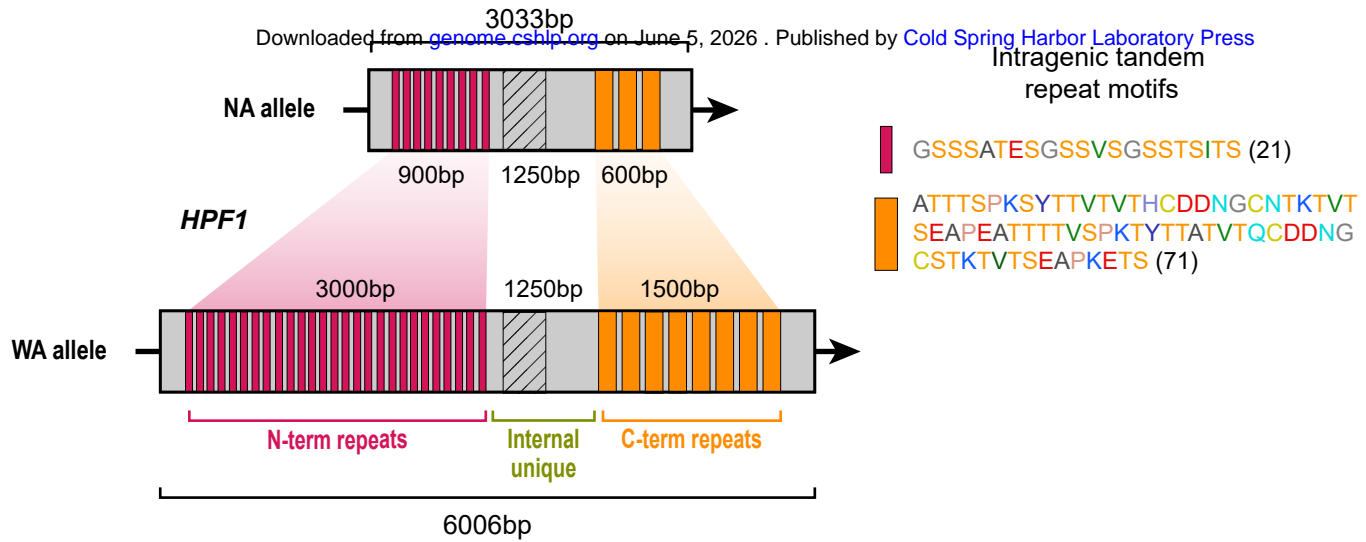 3033bp
Downloaded from genome.cshlp.org on June 5, 2026 . Published by Cold Spring Harbor Laboratory Press
Intragenic tandem
repeat motifs
NA allele
GSSSATESGSSVSGSSTSITS (21)
900bp 1250bp 600bp
ATTTSPKSYTTVTVTHCDDNGCNTKTVT
SEAPEATTTTVSPKTYTTATVTQCDDNG
CSTKTVTSEAPKETS (71)
HPF1
3000bp 1250bp 1500bp
WA allele
N-term repeats
Internal
unique
C-term repeats
6006bp